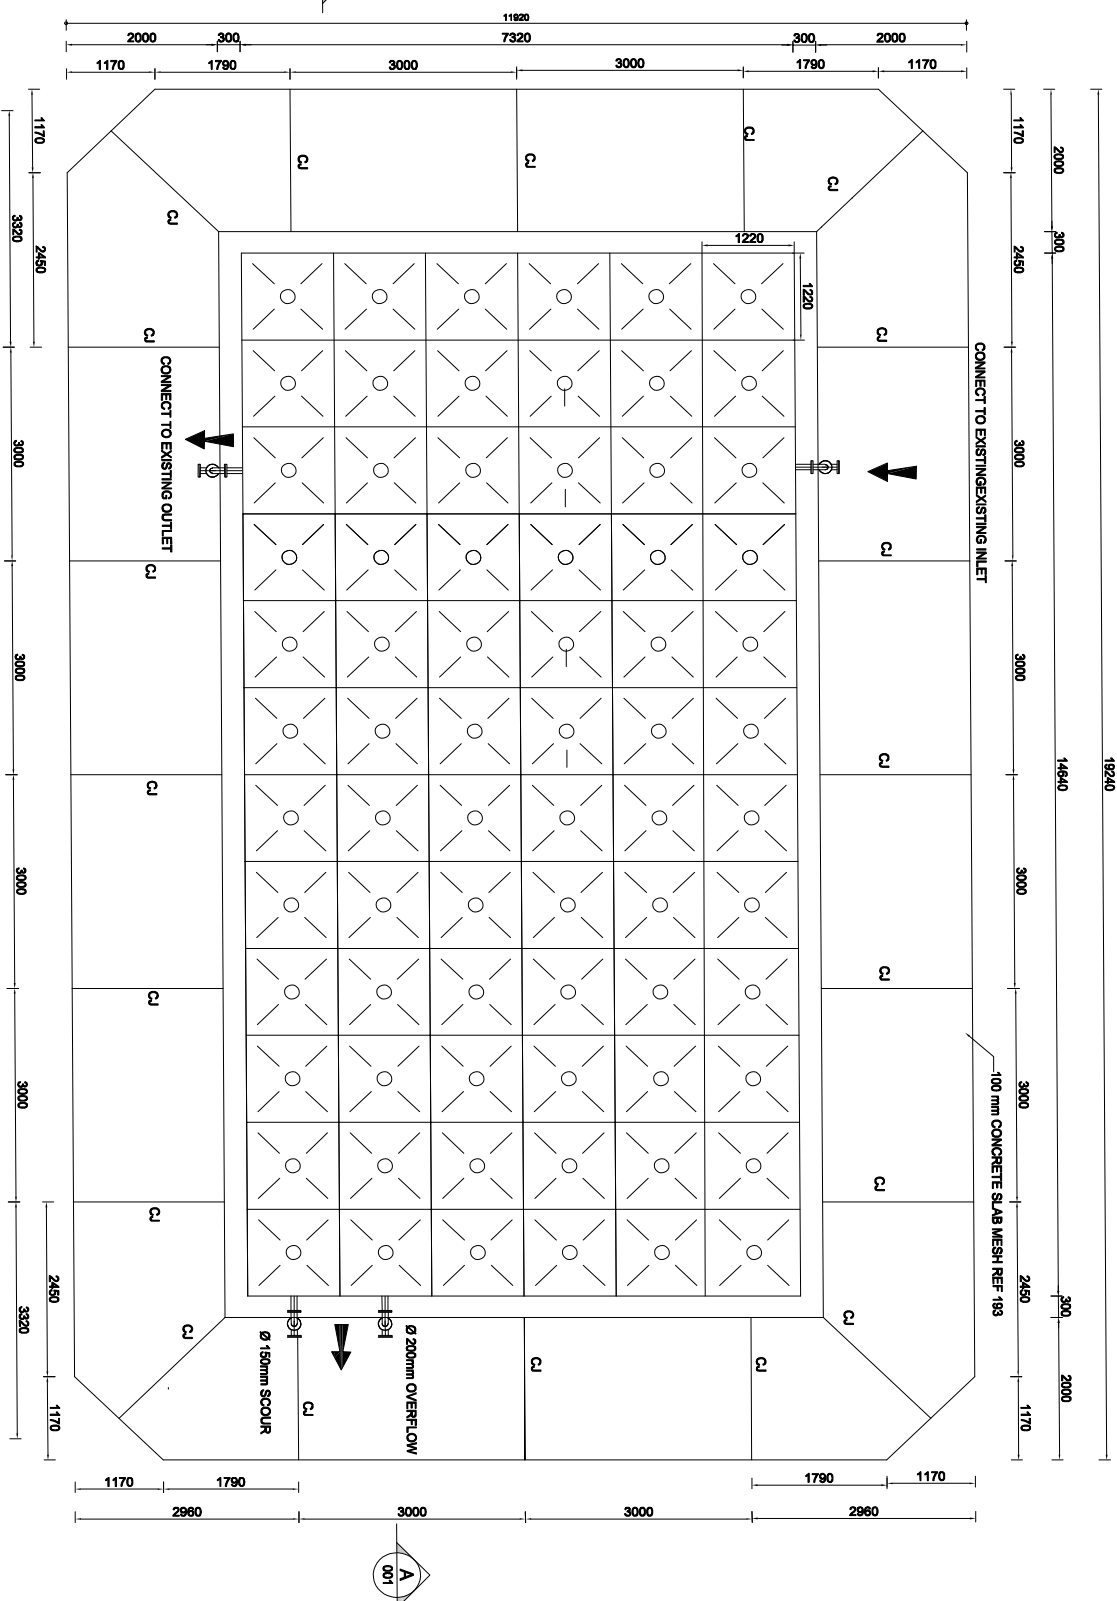 11920
2000 300 7320 300 2000
1170 1790 3000 3000 1790 1170
1170
2450
3320
3000
3000
3000
3000
3320
2450
1170
1170
2450
3000
3000
3000
3000
2450
1170
2000
300
14640
300
2000
19240
CJ
CJ
CJ
CJ
CJ
1220
1220
CJ
CJ
CONNECT TO EXISTING OUTLET
CONNECT TO EXISTINGEXISTING INLET
CJ
CJ
CJ
CJ
CJ
CJ
100 mm CONCRETE SLAB MESH REF 193
CJ
CJ
CJ
CJ
Ø 150mm SCOUR
Ø 200mm OVERFLOW
CJ
CJ
CJ
1170 1790 1790 1170
2960 3000 3000 2960
A
001